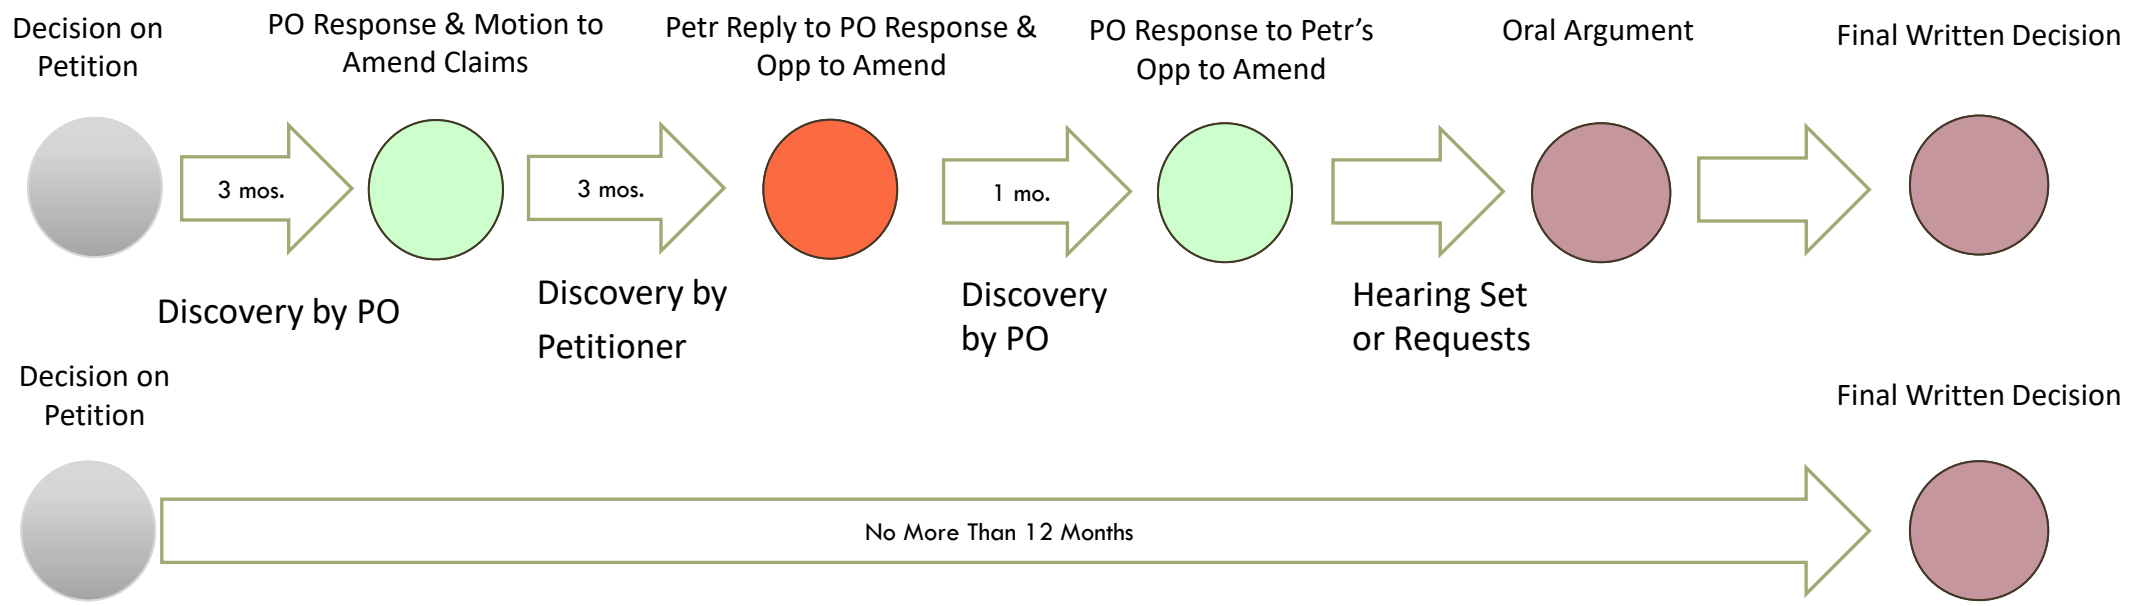 Decision on
Petition
PO Response & Motion to
Amend Claims
Petr Reply to PO Response &
Opp to Amend
PO Response to Petr’s
Opp to Amend
Oral Argument
Final Written Decision
3 mos.
3 mos.
1 mo.
Discovery by PO
Discovery by
Petitioner
Discovery
by PO
Hearing Set
or Requests
Decision on
Petition
Final Written Decision
No More Than 12 Months